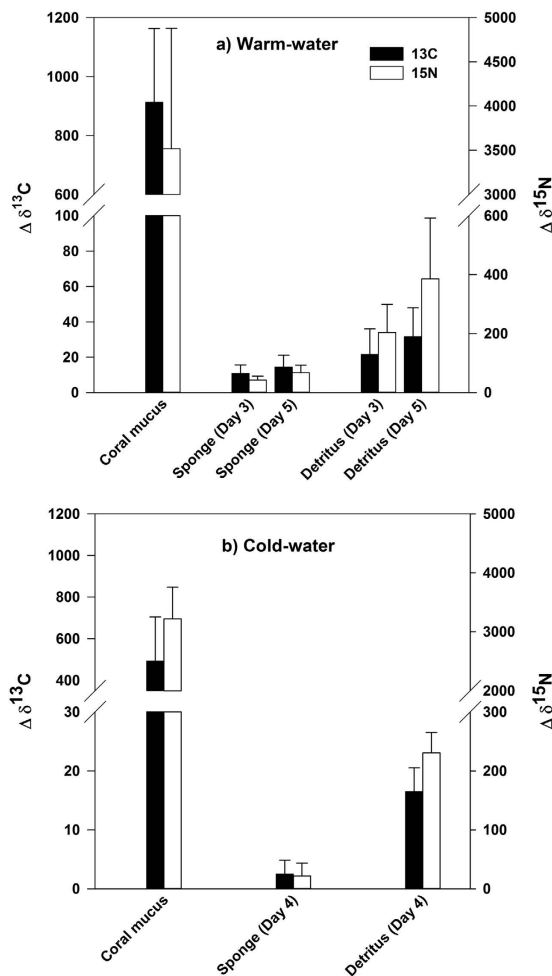 a) Warm-water
13C
15N
1200
1000
800
600
100
80
60
40
20
0
Δ δ13C
5000
4500
4000
3500
3000
600
400
200
0
Δ δ15N
Coral mucus
Sponge (Day 3)
Sponge (Day 5)
Detritus (Day 3)
Detritus (Day 5)
b) Cold-water
1200
1000
800
600
400
30
20
10
0
Δ δ13C
5000
4000
3000
2000
300
200
100
0
Δ δ15N
Coral mucus
Sponge (Day 4)
Detritus (Day 4)